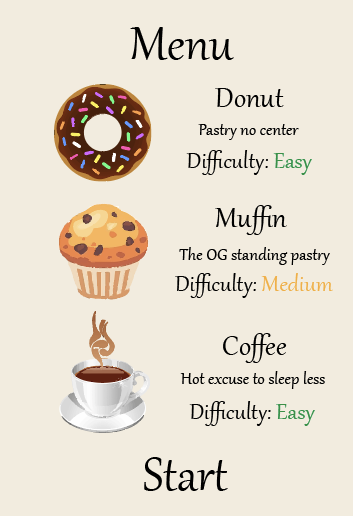 Menu
Donut
Pastry no center
Difficulty: Easy
Muffin
The OG standing pastry
Difficulty: Medium
Coffee
Hot excuse to sleep less
Difficulty: Easy
Start